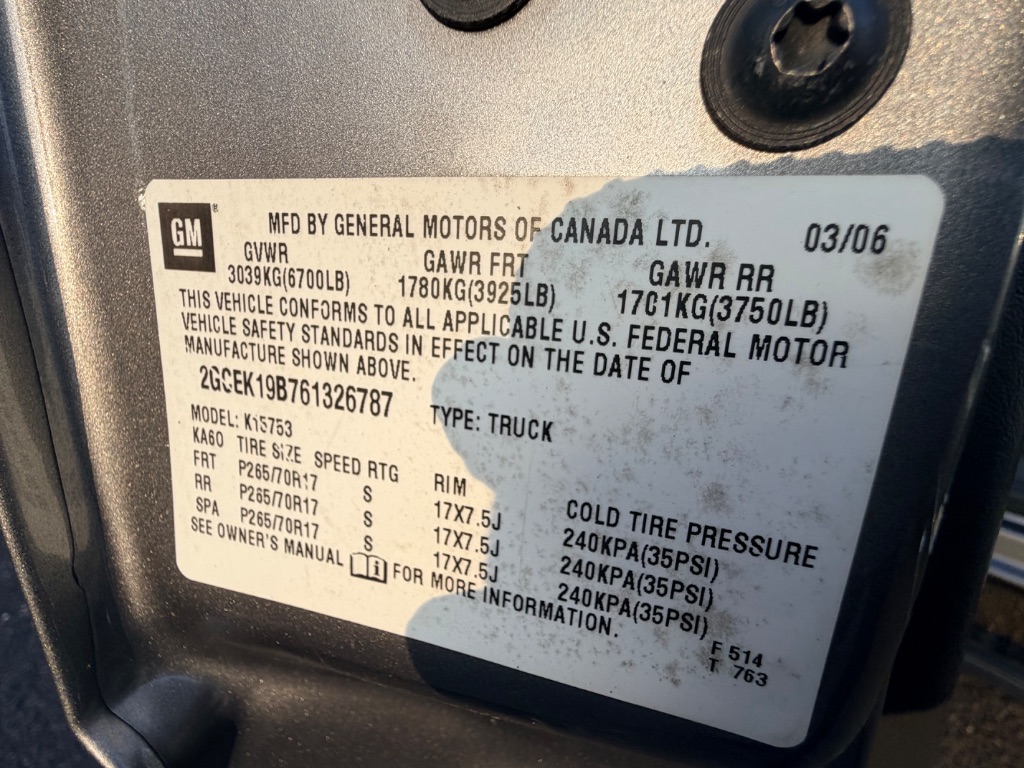 GM ®
MFD BY GENERAL MOTORS OF CANADA LTD. 03/06
GVWR GAWR FRT GAWR RR
3039KG(6700LB) 1780KG(3925LB) 1701KG(3750LB)
THIS VEHICLE CONFORMS TO ALL APPLICABLE U.S. FEDERAL MOTOR
VEHICLE SAFETY STANDARDS IN EFFECT ON THE DATE OF
MANUFACTURE SHOWN ABOVE.
2GCEK19B761326787 TYPE: TRUCK
MODEL: K15753
KA60 TIRE SIZE SPEED RTG RIM COLD TIRE PRESSURE
FRT P265/70R17 S 17X7.5J 240KPA(35PSI)
RR P265/70R17 S 17X7.5J 240KPA(35PSI)
SPA P265/70R17 S 17X7.5J 240KPA(35PSI)
SEE OWNER'S MANUAL FOR MORE INFORMATION.
F 514
T 763